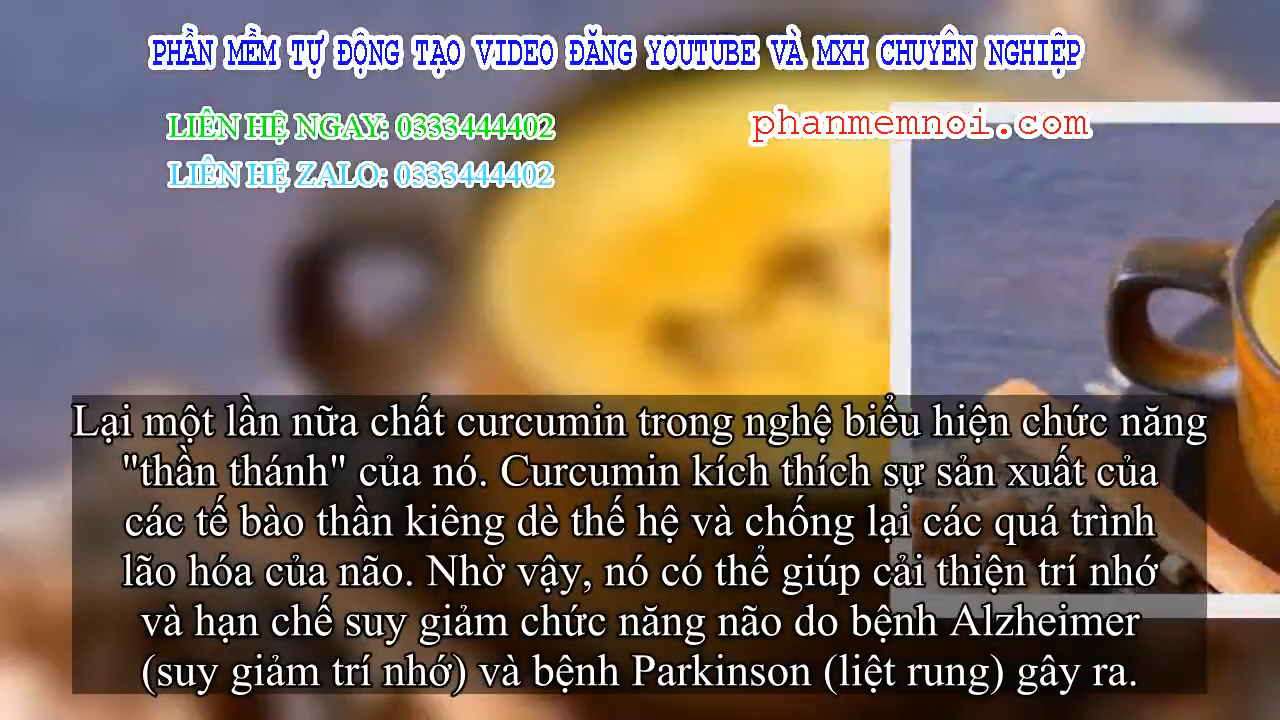 PHẦN MỀM TỰ ĐỘNG TẠO VIDEO ĐĂNG YOUTUBE VÀ MXH CHUYÊN NGHIỆP
LIÊN HỆ NGAY: 0333444402
phanmemnoi.com
LIÊN HỆ ZALO: 0333444402
Lại một lần nữa chất curcumin trong nghệ biểu hiện chức năng
"thần thánh" của nó. Curcumin kích thích sự sản xuất của
các tế bào thần kiêng dè thế hệ và chống lại các quá trình
lão hóa của não. Nhờ vậy, nó có thể giúp cải thiện trí nhớ
và hạn chế suy giảm chức năng não do bệnh Alzheimer
(suy giảm trí nhớ) và bệnh Parkinson (liệt rung) gây ra.